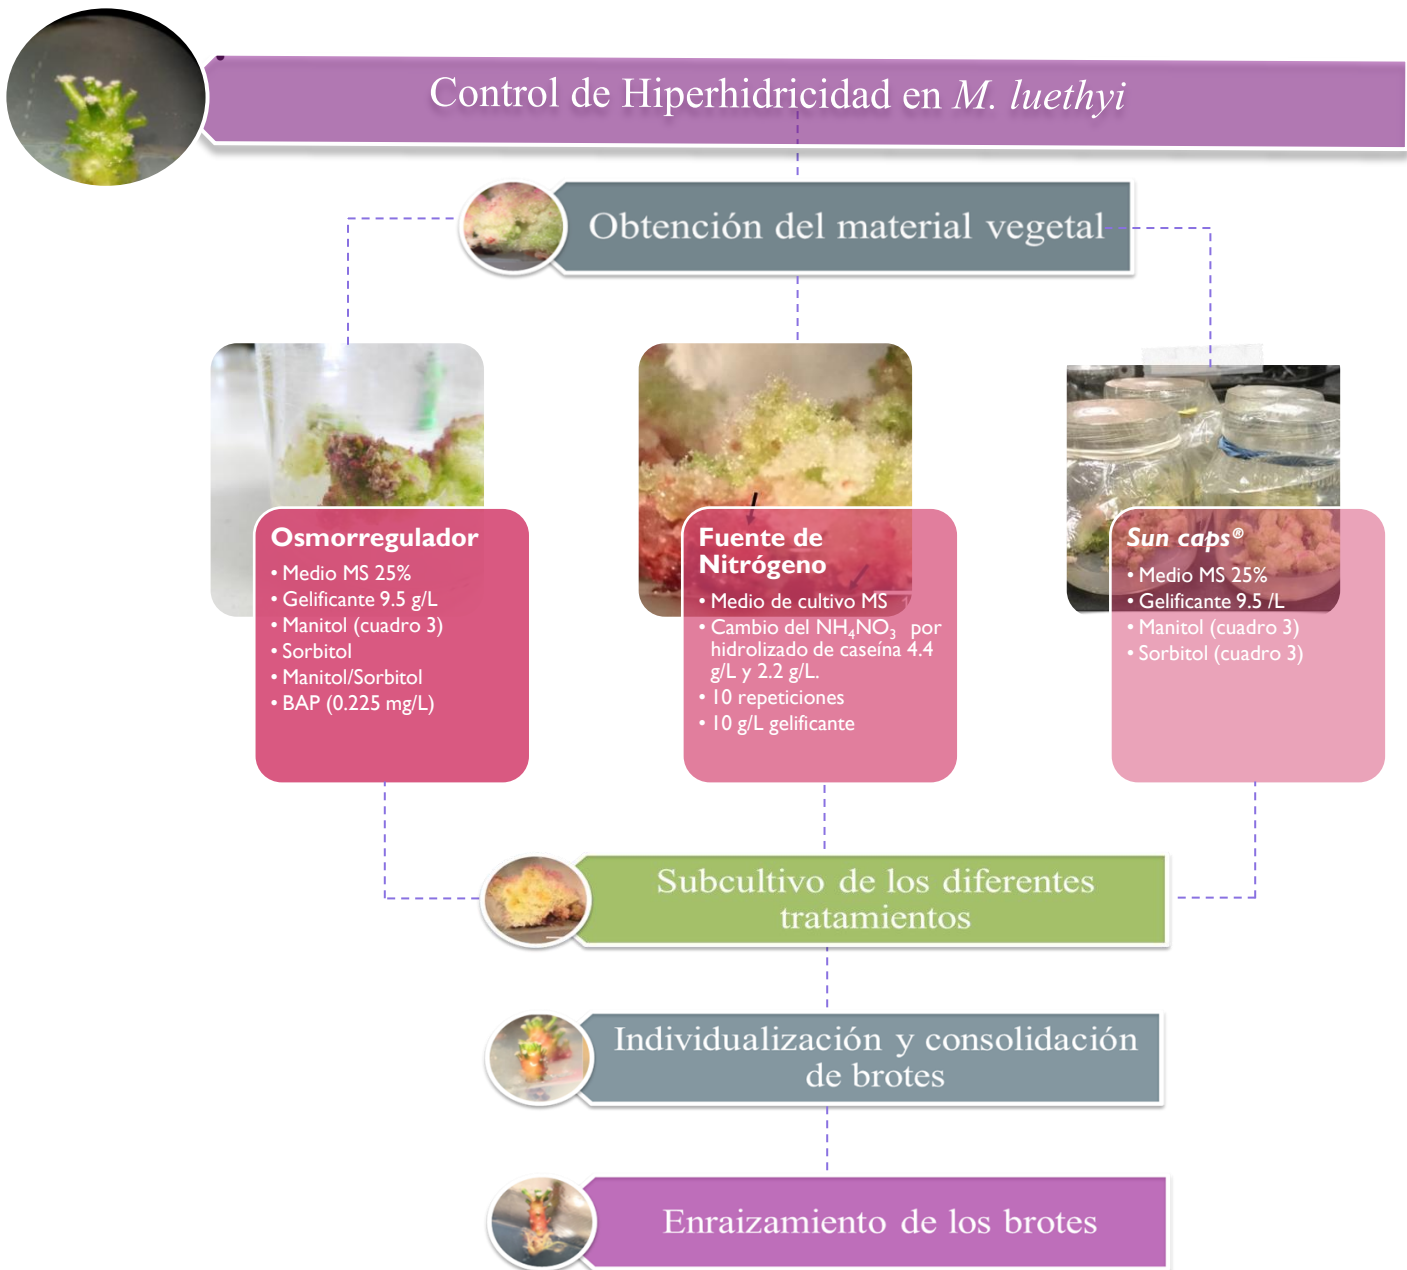 Control de Hiperhidricidad en M. luethyi
Obtención del material vegetal
Osmorregulador
• Medio MS 25%
• Gelificante 9.5 g/L
• Manitol (cuadro 3)
• Sorbitol
• Manitol/Sorbitol
• BAP (0.225 mg/L)
Fuente de
Nitrógeno
• Medio de cultivo MS
• Cambio del NH₄NO₃ por
hidrolizado de caseína 4.4
g/L y 2.2 g/L.
• 10 repeticiones
• 10 g/L gelificante
Sun caps®
• Medio MS 25%
• Gelificante 9.5 /L
• Manitol (cuadro 3)
• Sorbitol (cuadro 3)
Subcultivo de los diferentes
tratamientos
Individualización y consolidación
de brotes
Enraizamiento de los brotes